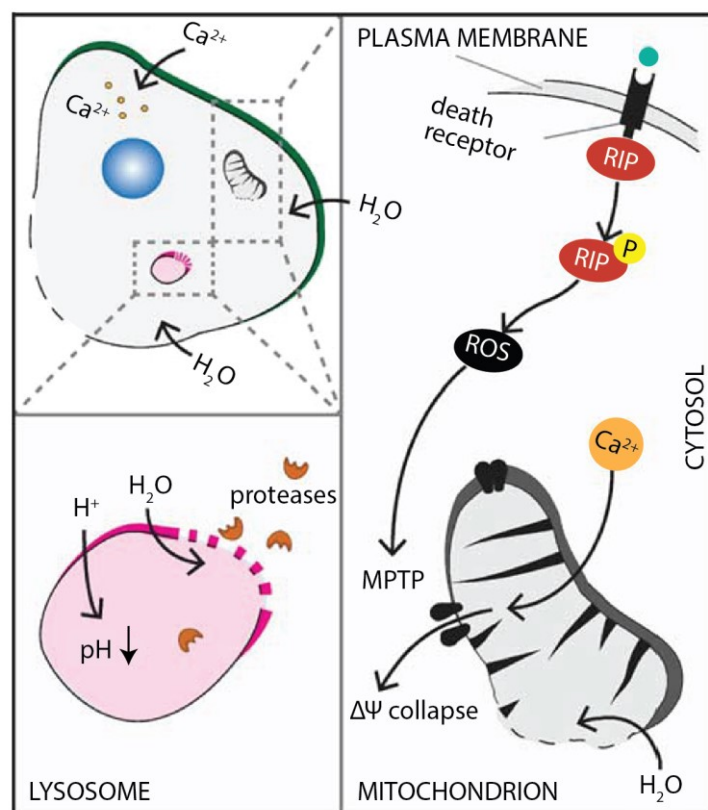 Ca²⁺
Ca²⁺
H₂O
H₂O
PLASMA MEMBRANE
death
receptor
RIP
RIP
P
ROS
Ca²⁺
CYTOSOL
MPTP
ΔΨ collapse
H₂O
MITOCHONDRION
H₂O
proteases
H⁺
pH
LYSOSOME